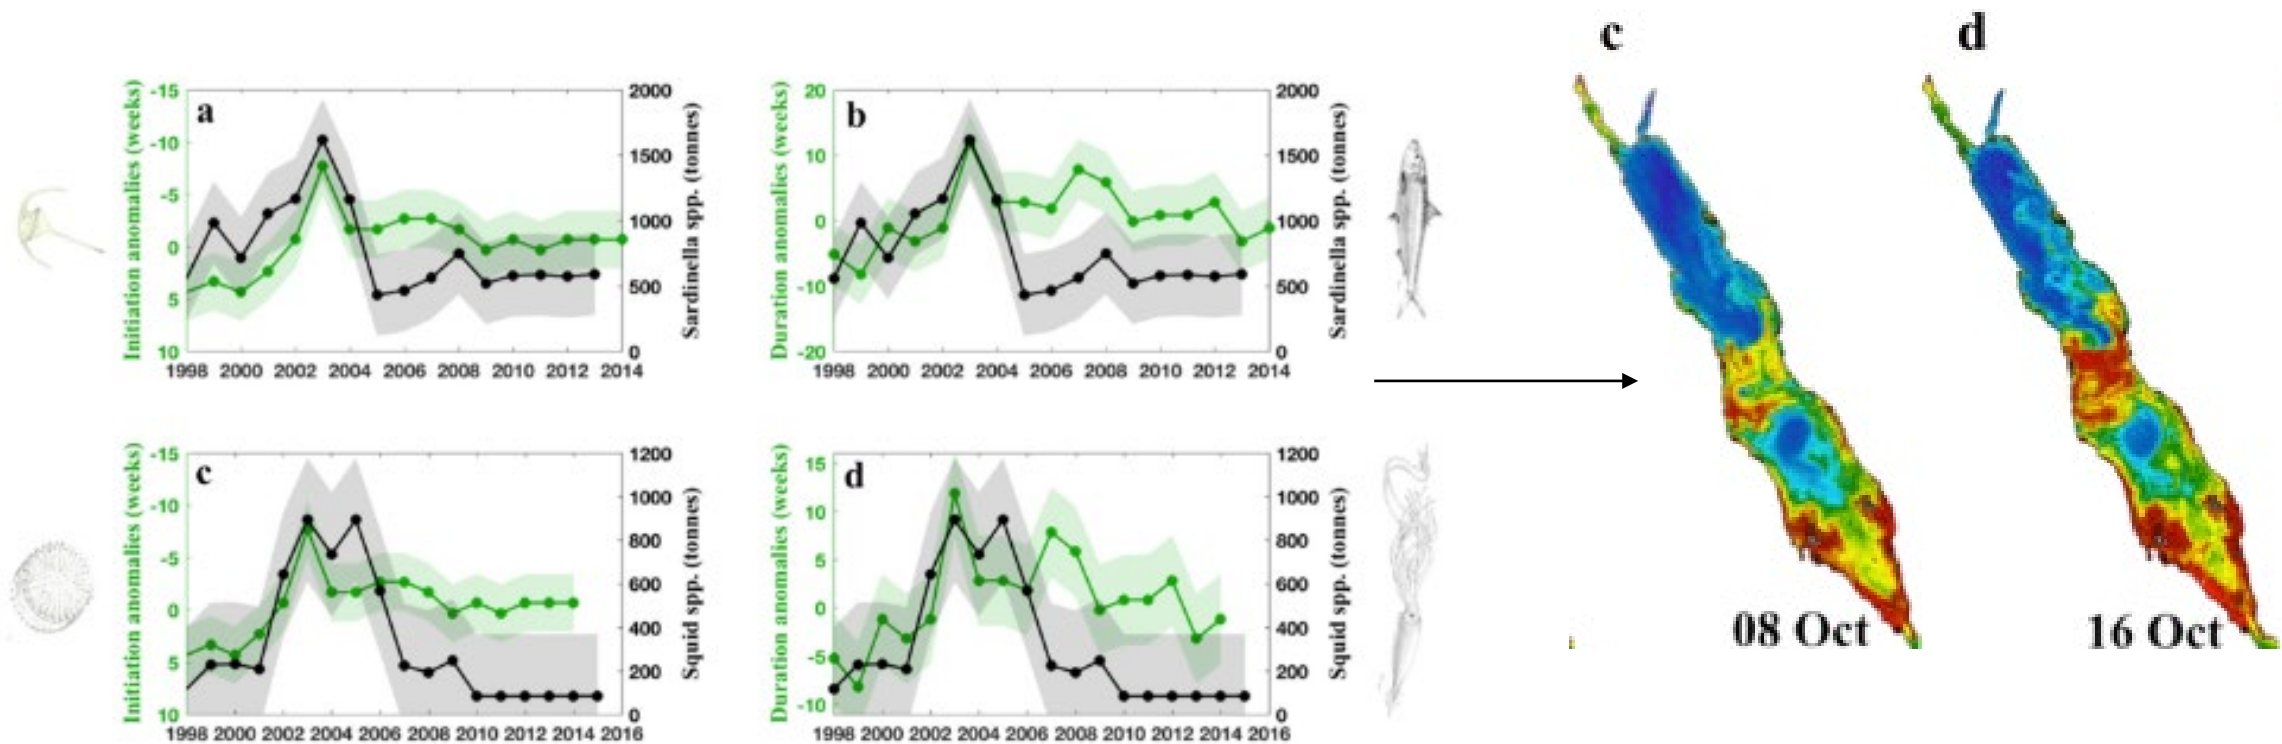 a
Initiation anomalies (weeks)
-15
-10
-5
0
5
10
2000
1500
1000
500
0
Sardinella spp. (tonnes)
1998 2000 2002 2004 2006 2008 2010 2012 2014
b
Duration anomalies (weeks)
20
10
0
-10
-20
2000
1500
1000
500
0
Sardinella spp. (tonnes)
1998 2000 2002 2004 2006 2008 2010 2012 2014
c
Initiation anomalies (weeks)
-15
-10
-5
0
5
10
1200
1000
800
600
400
200
0
Squid spp. (tonnes)
1998 2000 2002 2004 2006 2008 2010 2012 2014 2016
d
Duration anomalies (weeks)
15
10
5
0
-5
-10
1200
1000
800
600
400
200
0
Squid spp. (tonnes)
1998 2000 2002 2004 2006 2008 2010 2012 2014 2016
c
08 Oct
d
16 Oct